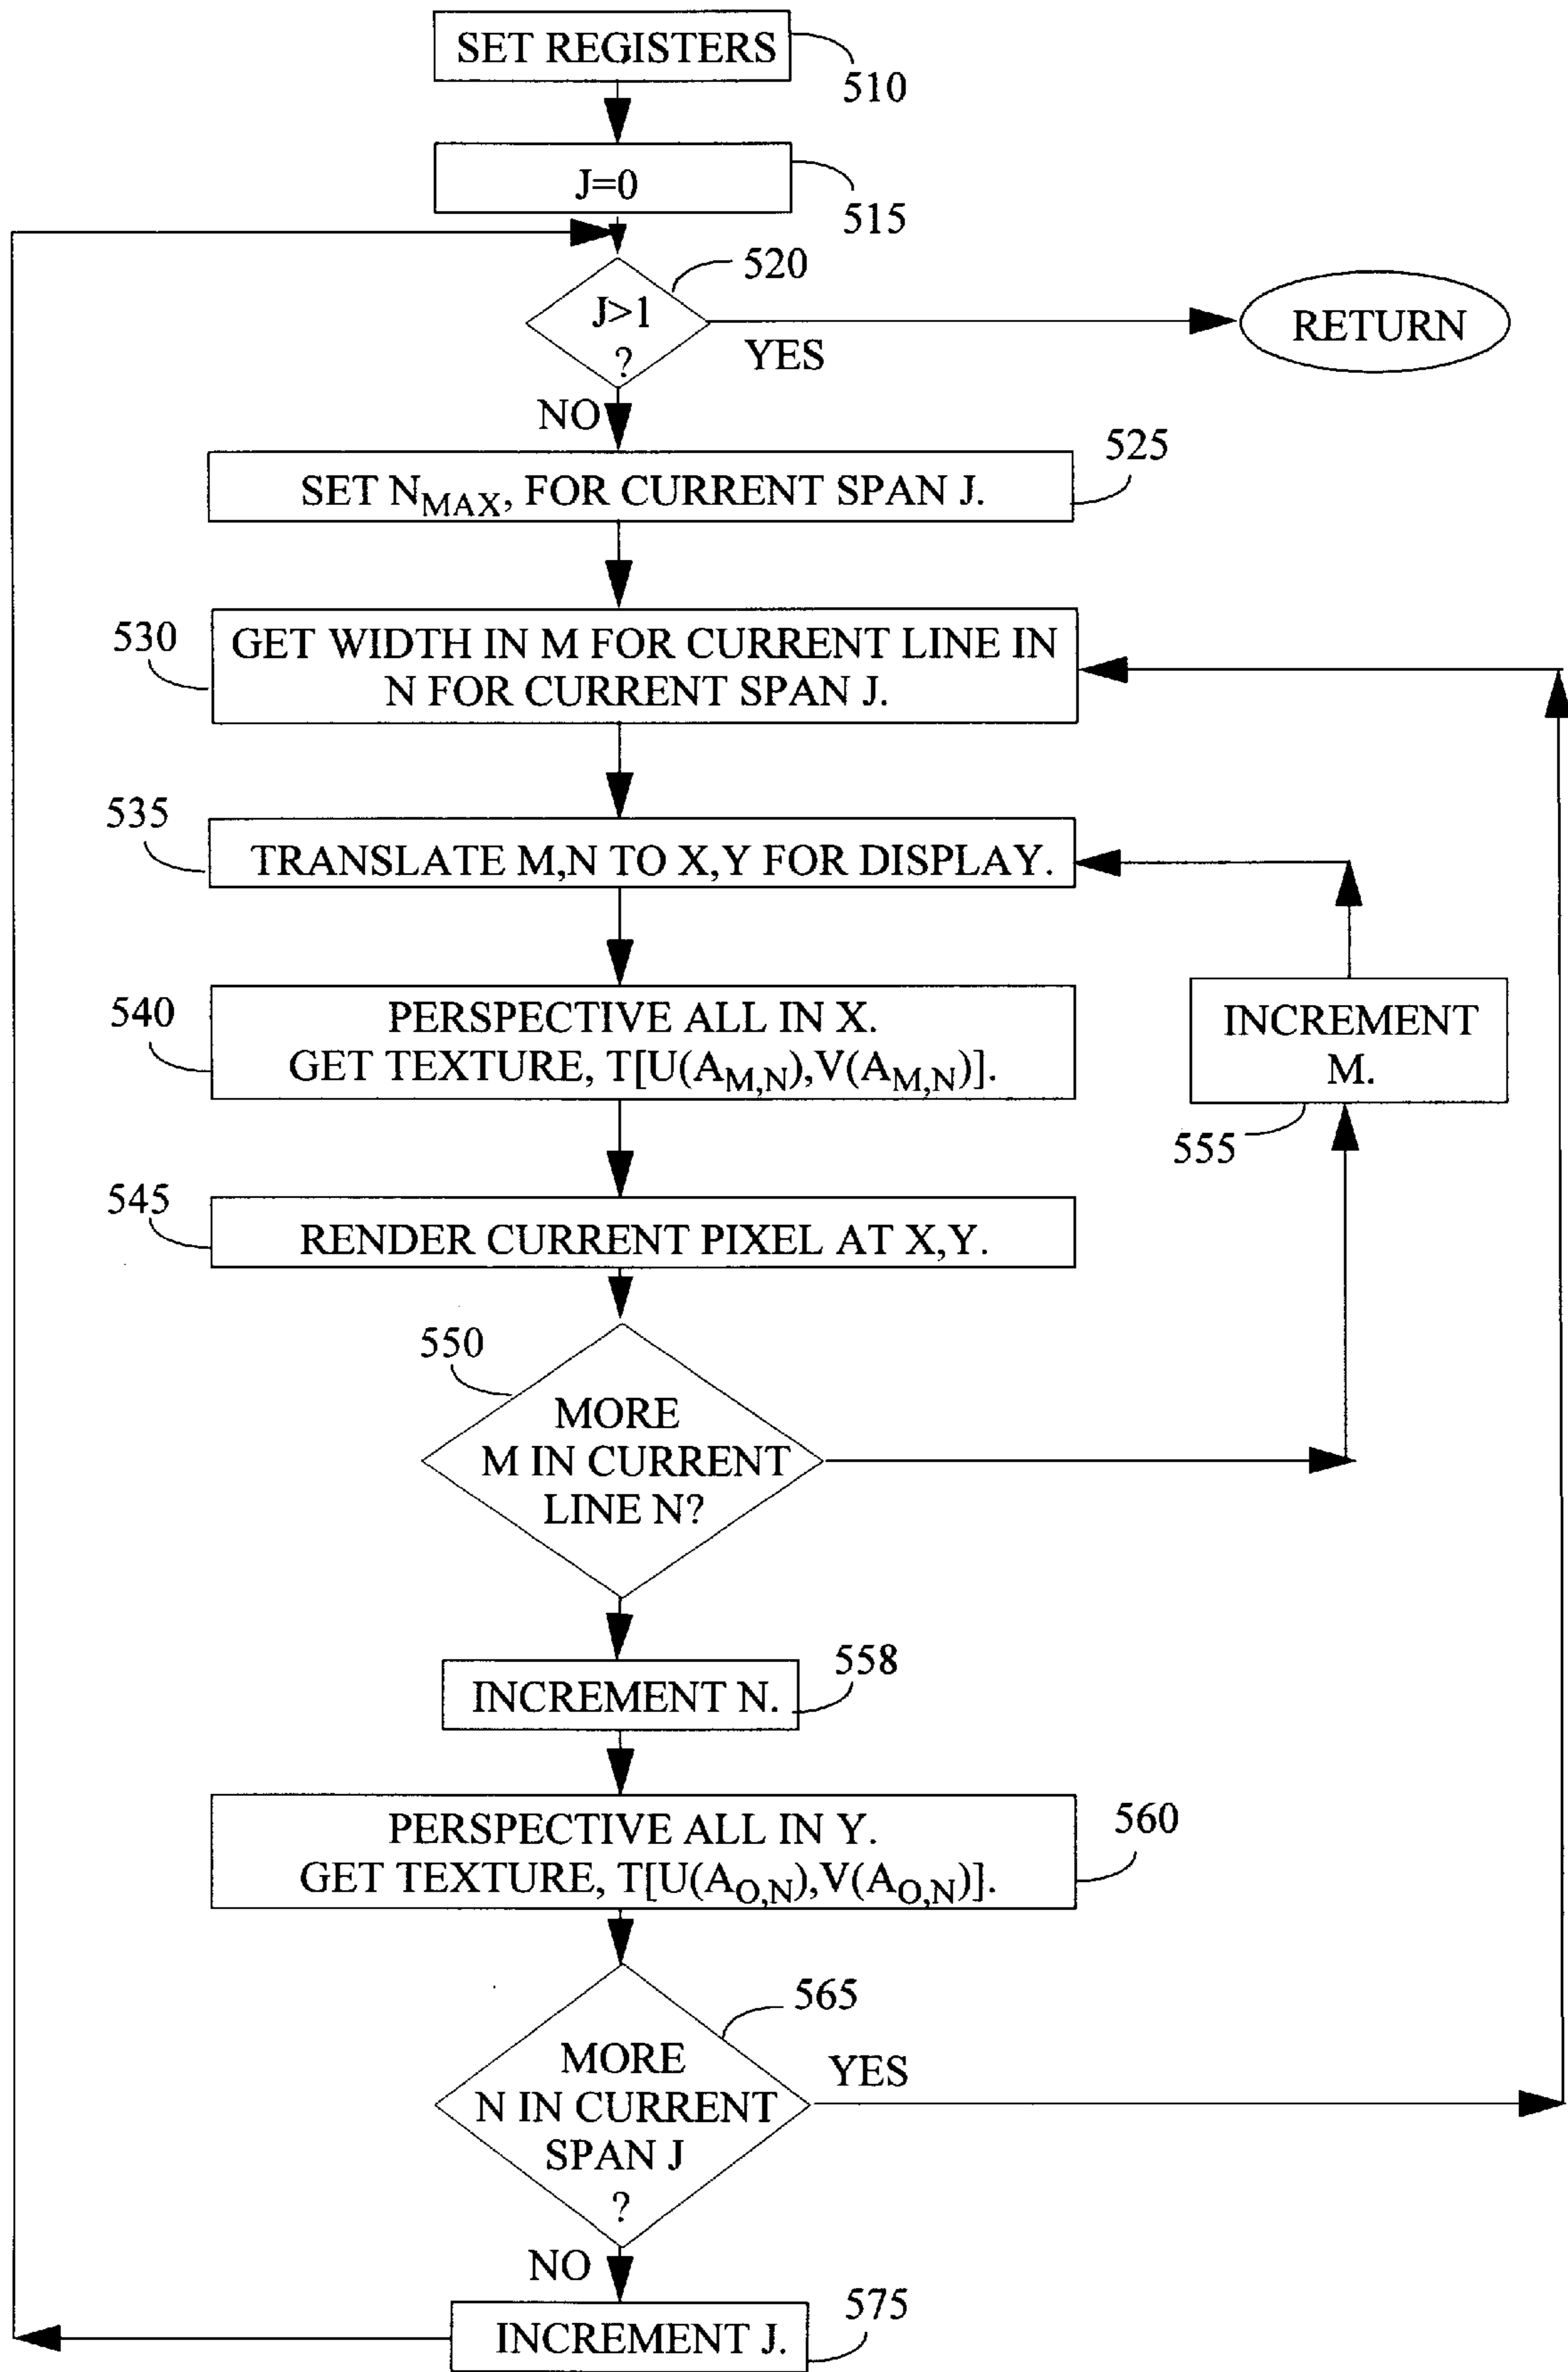 SET REGISTERS
510
J=0
515
520
J>1
?
YES
RETURN
NO
525
SET NMAX, FOR CURRENT SPAN J.
530
GET WIDTH IN M FOR CURRENT LINE IN
N FOR CURRENT SPAN J.
535
TRANSLATE M,N TO X,Y FOR DISPLAY.
540
PERSPECTIVE ALL IN X.
GET TEXTURE, T[U(AM,N),V(AM,N)].
INCREMENT
M.
555
545
RENDER CURRENT PIXEL AT X,Y.
550
MORE
M IN CURRENT
LINE N?
558
INCREMENT N.
560
PERSPECTIVE ALL IN Y.
GET TEXTURE, T[U(AO,N),V(AO,N)].
565
MORE
N IN CURRENT
SPAN J
?
YES
NO
575
INCREMENT J.